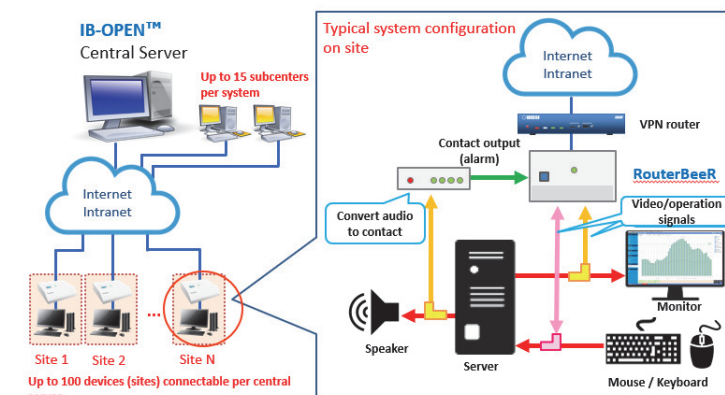 IB-OPEN™
Central Server
Up to 15 subcenters
per system
Internet
Intranet
Site 1
Site 2
...
Site N
Up to 100 devices (sites) connectable per central
Typical system configuration
on site
Internet
Intranet
VPN router
Contact output
(alarm)
RouterBeeR
Convert audio
to contact
Video/operation
signals
Monitor
Speaker
Server
Mouse / Keyboard